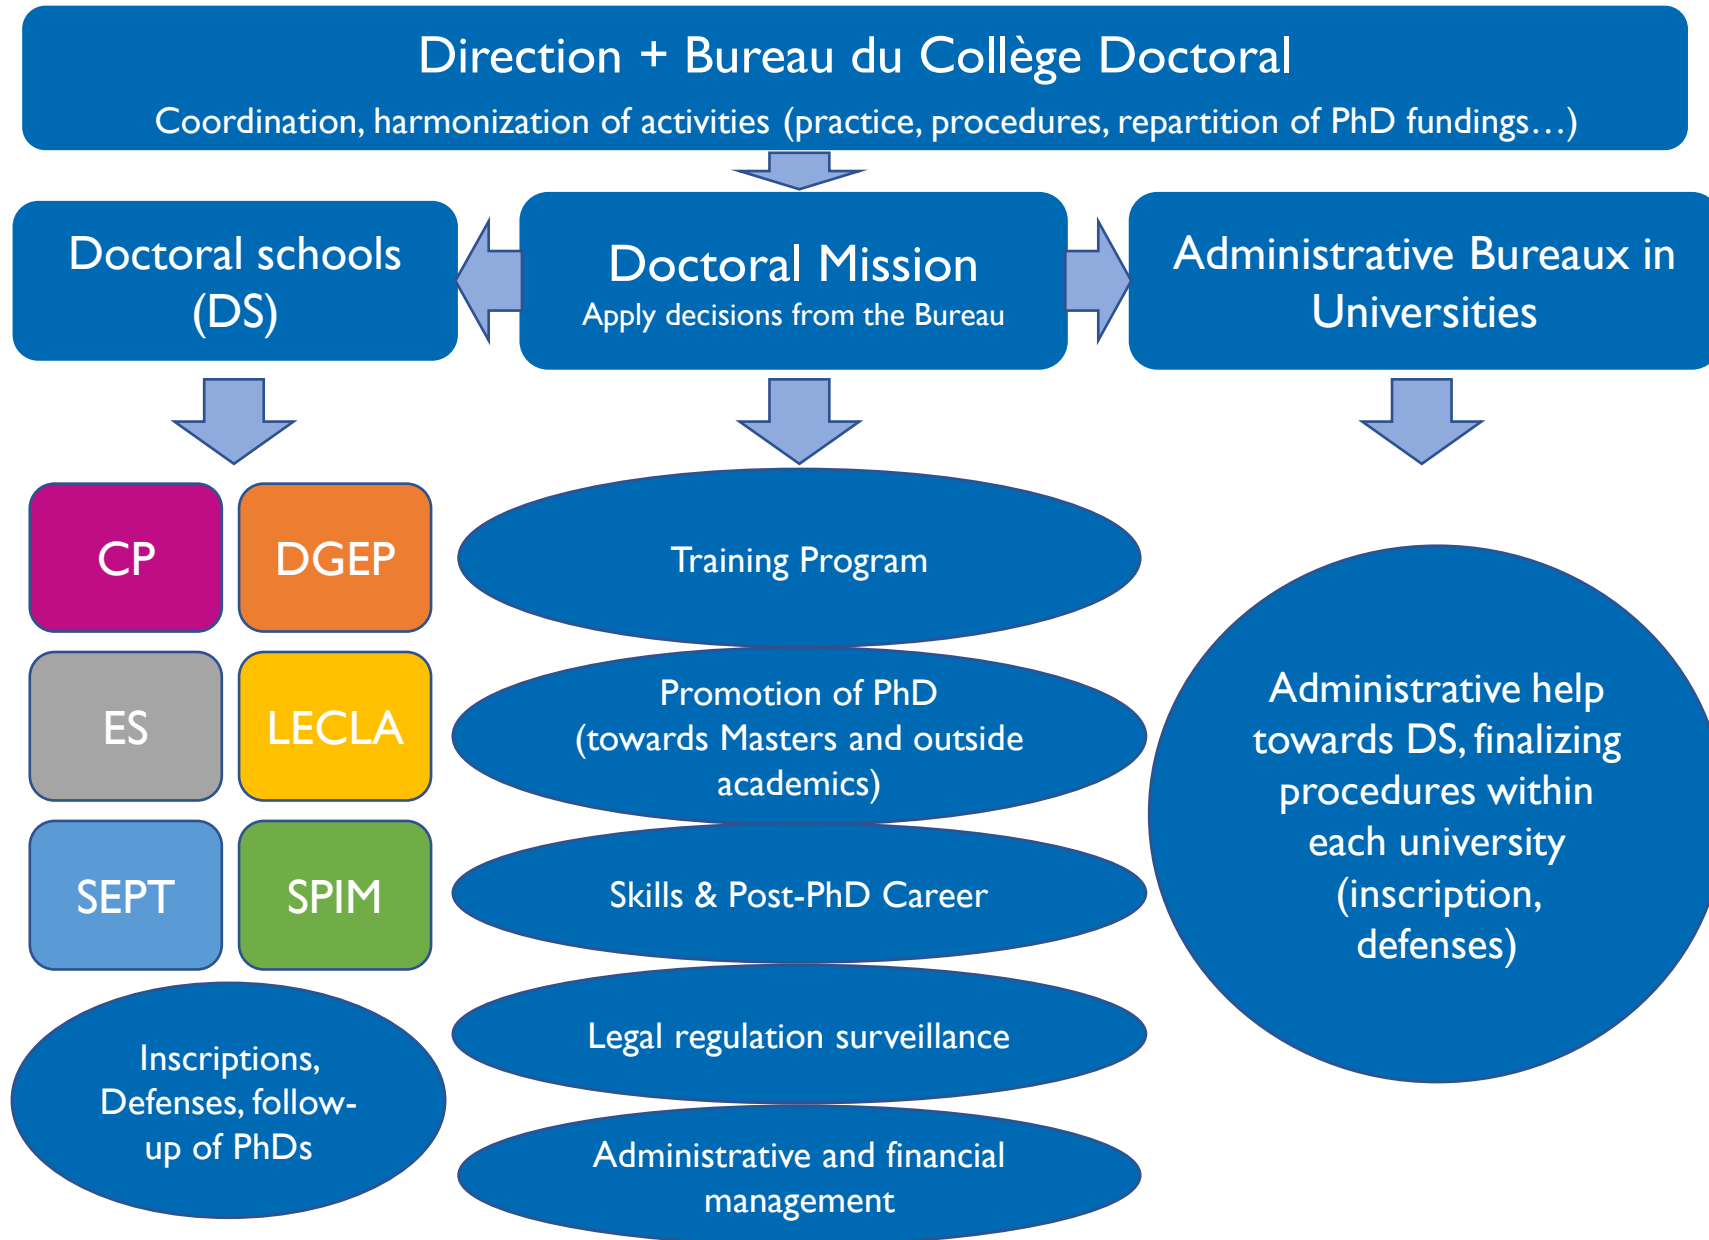 Direction + Bureau du Collège Doctoral
Coordination, harmonization of activities (practice, procedures, repartition of PhD fundings…)
Doctoral schools
(DS)
Doctoral Mission
Apply decisions from the Bureau
Administrative Bureaux in
Universities
CP
DGEP
ES
LECLA
SEPT
SPIM
Inscriptions,
Defenses, follow-
up of PhDs
Training Program
Promotion of PhD
(towards Masters and outside
academics)
Skills & Post-PhD Career
Legal regulation surveillance
Administrative and financial
management
Administrative help
towards DS, finalizing
procedures within
each university
(inscription,
defenses)